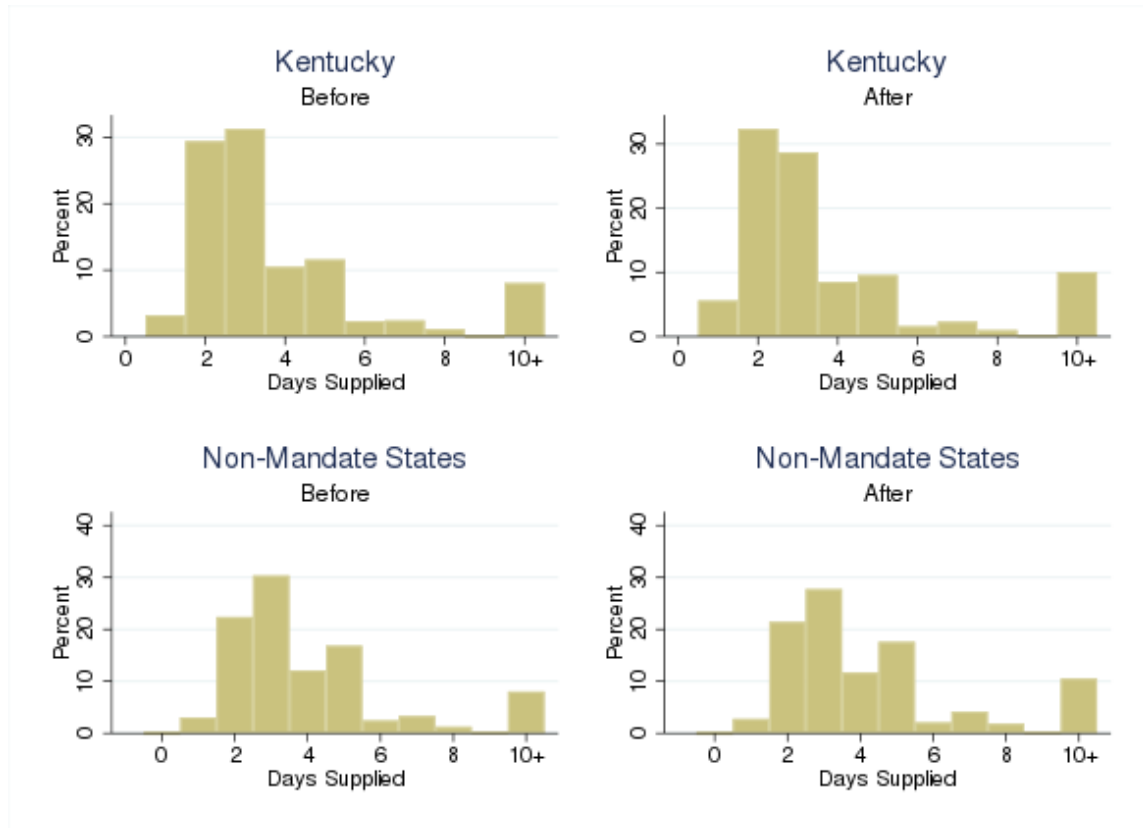 Kentucky
Before
Percent
0
10
20
30
0 2 4 6 8 10+
Days Supplied
Kentucky
After
Percent
0
10
20
30
0 2 4 6 8 10+
Days Supplied
Non-Mandate States
Before
Percent
0
10
20
30
40
0 2 4 6 8 10+
Days Supplied
Non-Mandate States
After
Percent
0
10
20
30
40
0 2 4 6 8 10+
Days Supplied